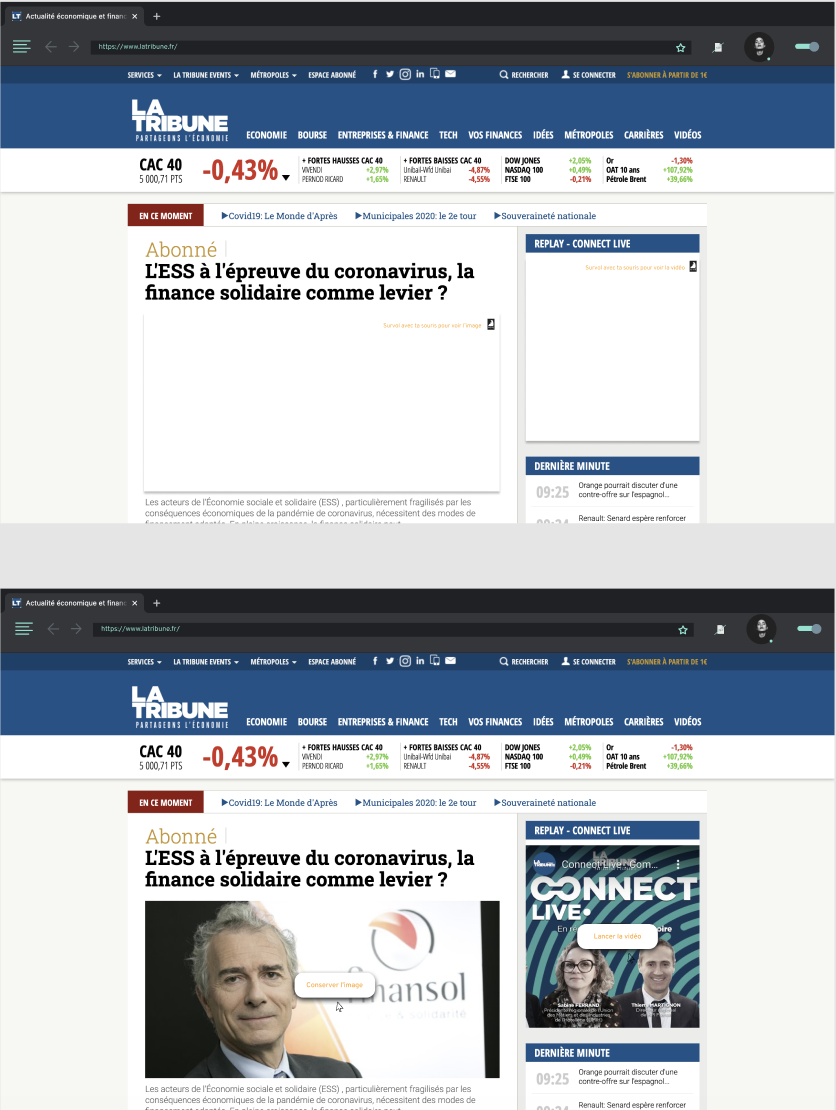 LT Actualité économique et financ
https://www.latribune.fr/
SERVICES LA TRIBUNE EVENTS MÉTROPOLES ESPACE ABONNÉ RECHERCHER SE CONNECTER S'ABONNER À PARTIR DE 1€
LA
TRIBUNE
PARTAGEONS L'ÉCONOMIE
ECONOMIE BOURSE ENTREPRISES & FINANCE TECH VOS FINANCES IDÉES MÉTROPOLES CARRIÈRES VIDÉOS
CAC 40
5 000,71 PTS
-0,43%
+ FORTES HAUSSES CAC 40
VIVENDI +2,97%
PERNOD RICARD +1,65%
+ FORTES BAISSES CAC 40
Unibail-Wfd Unibai -4,87%
RENAULT -4,55%
DOW JONES +2,05%
NASDAQ 100 +0,49%
FTSE 100 -0,21%
Or -1,30%
OAT 10 ans +107,92%
Pétrole Brent +39,66%
EN CE MOMENT
Covid19: Le Monde d'Après Municipales 2020: le 2e tour Souveraineté nationale
Abonné
L'ESS à l'épreuve du coronavirus, la
finance solidaire comme levier ?
Survol avec ta souris pour voir l'image
Les acteurs de l'Économie sociale et solidaire (ESS) , particulièrement fragilisés par les
conséquences économiques de la pandémie de coronavirus, nécessitent des modes de
REPLAY - CONNECT LIVE
Survol avec ta souris pour voir la vidéo
DERNIÈRE MINUTE
09:25
Orange pourrait discuter d'une
contre-offre sur l'espagnol...
Renault: Senard espère renforcer
LT Actualité économique et financ
https://www.latribune.fr/
SERVICES LA TRIBUNE EVENTS MÉTROPOLES ESPACE ABONNÉ RECHERCHER SE CONNECTER S'ABONNER À PARTIR DE 1€
LA
TRIBUNE
PARTAGEONS L'ÉCONOMIE
ECONOMIE BOURSE ENTREPRISES & FINANCE TECH VOS FINANCES IDÉES MÉTROPOLES CARRIÈRES VIDÉOS
CAC 40
5 000,71 PTS
-0,43%
+ FORTES HAUSSES CAC 40
VIVENDI +2,97%
PERNOD RICARD +1,65%
+ FORTES BAISSES CAC 40
Unibail-Wfd Unibai -4,87%
RENAULT -4,55%
DOW JONES +2,05%
NASDAQ 100 +0,49%
FTSE 100 -0,21%
Or -1,30%
OAT 10 ans +107,92%
Pétrole Brent +39,66%
EN CE MOMENT
Covid19: Le Monde d'Après Municipales 2020: le 2e tour Souveraineté nationale
Abonné
L'ESS à l'épreuve du coronavirus, la
finance solidaire comme levier ?
Conserver l'image
Les acteurs de l'Économie sociale et solidaire (ESS) , particulièrement fragilisés par les
conséquences économiques de la pandémie de coronavirus, nécessitent des modes de
REPLAY - CONNECT LIVE
Connect Live : Com...
CONNECT
LIVE
Lancer la vidéo
Sabine FERRAND
DERNIÈRE MINUTE
09:25
Orange pourrait discuter d'une
contre-offre sur l'espagnol...
Renault: Senard espère renforcer